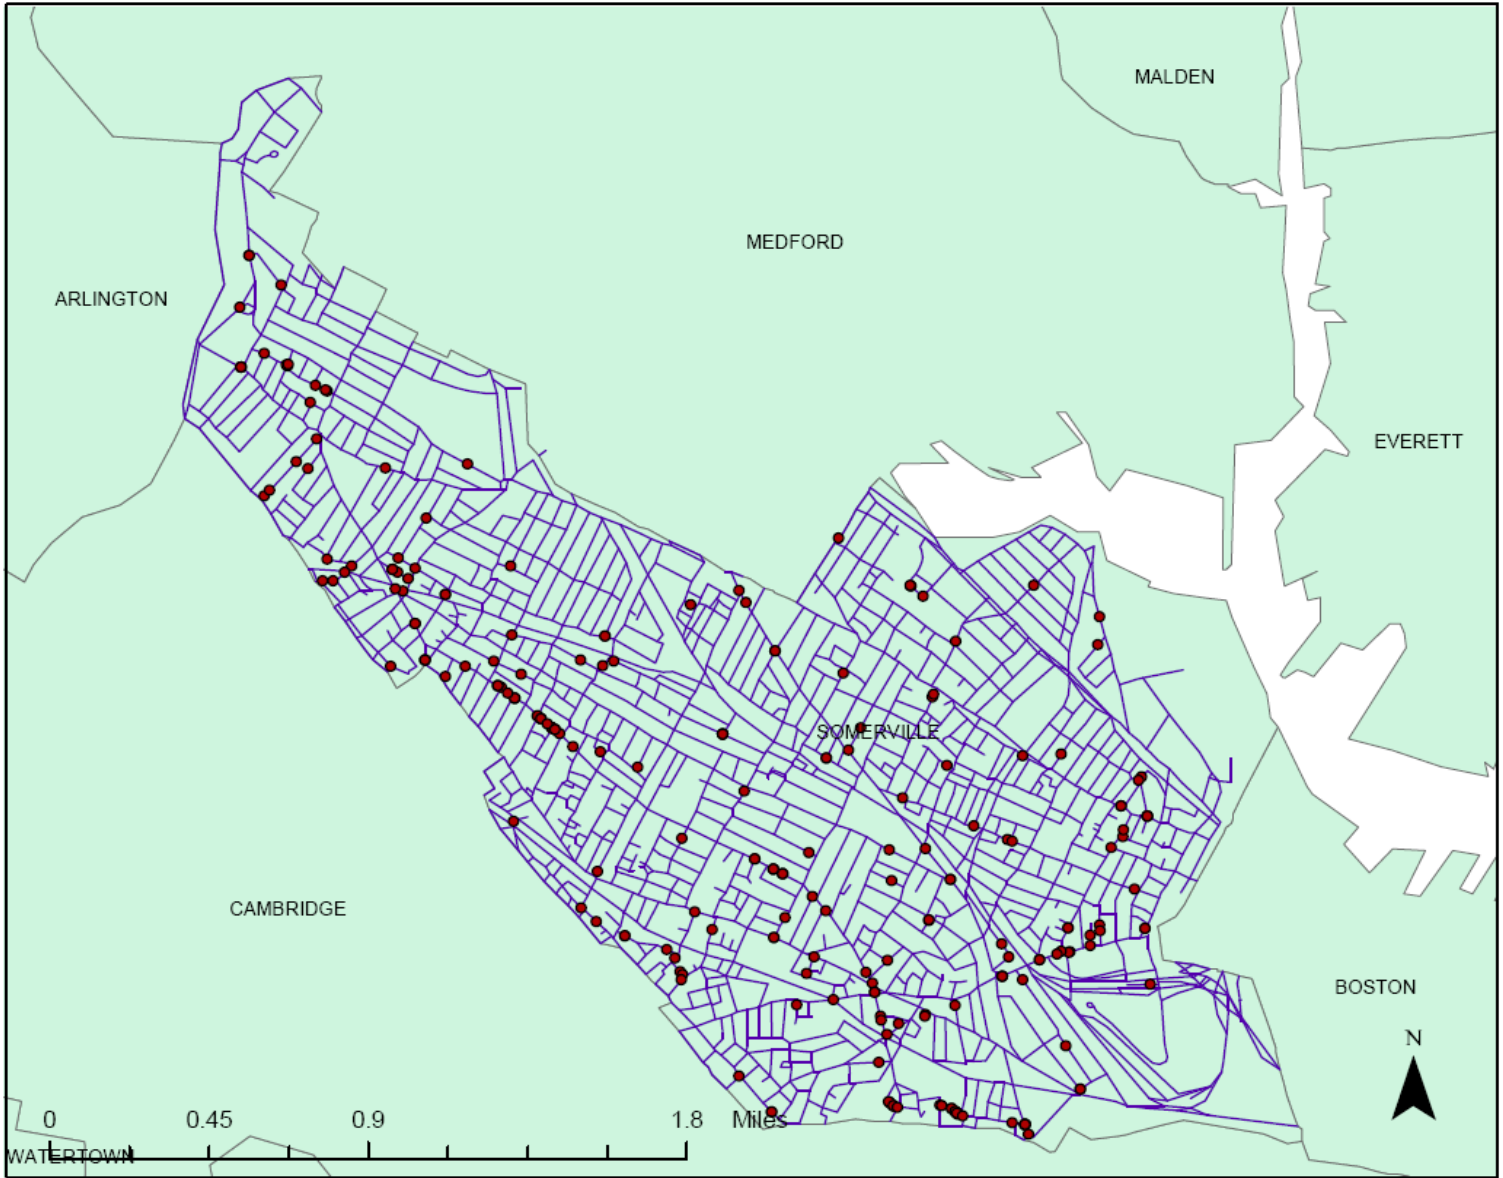 MALDEN
MEDFORD
ARLINGTON
EVERETT
SOMERVILLE
CAMBRIDGE
BOSTON
N
0 0.45 0.9 1.8 Miles
WATERTOWN